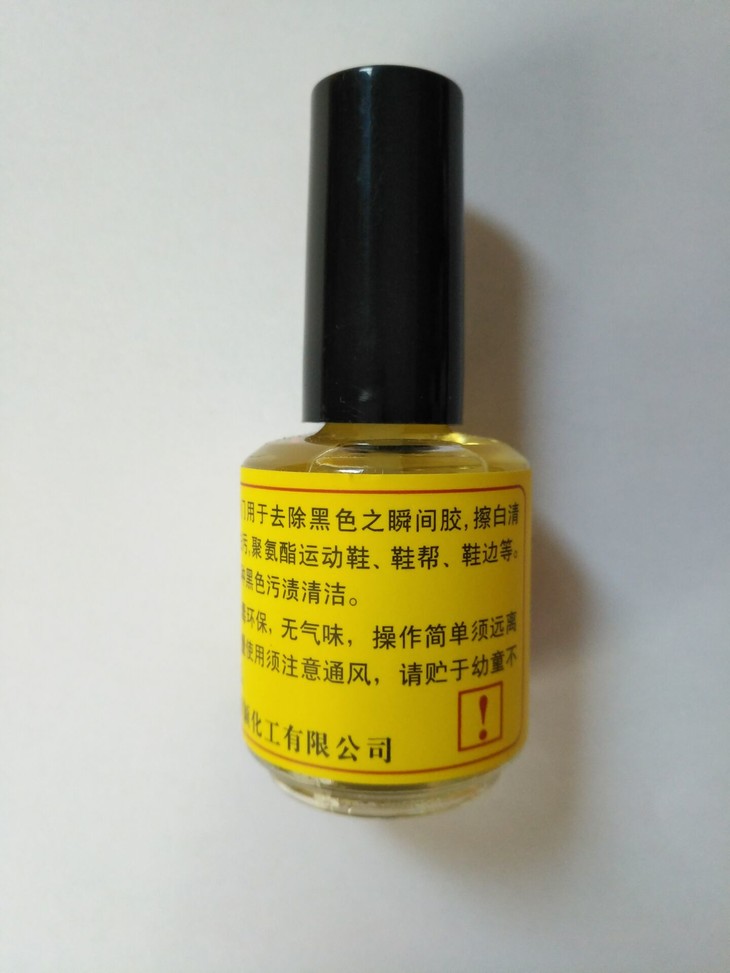 用于去除黑色之瞬间胶,擦白清
污,聚氨酯运动鞋、鞋帮、鞋边等。
黑色污渍清洁。
环保,无气味,操作简单须远离
使用须注意通风,请贮于幼童不
化工有限公司
!